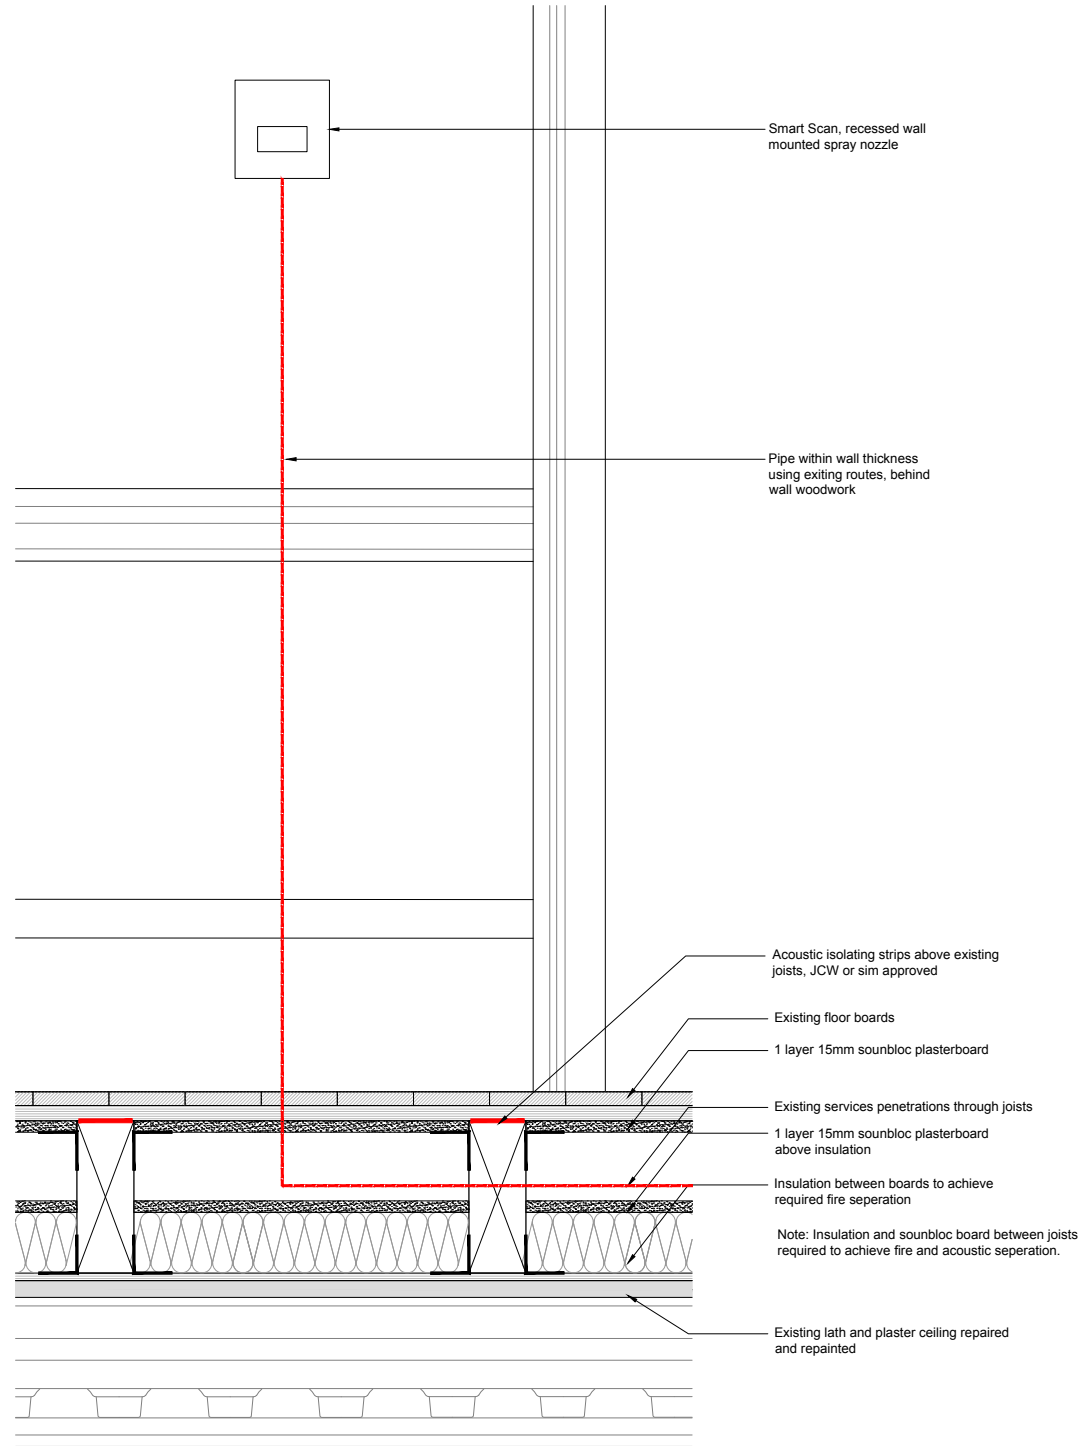 Smart Scan, recessed wall
mounted spray nozzle
Pipe within wall thickness
using exiting routes, behind
wall woodwork
Acoustic isolating strips above existing
joists, JCW or sim approved
Existing floor boards
1 layer 15mm sounbloc plasterboard
Existing services penetrations through joists
1 layer 15mm sounbloc plasterboard
above insulation
Insulation between boards to achieve
required fire seperation
Note: Insulation and sounbloc board between joists
required to achieve fire and acoustic seperation.
Existing lath and plaster ceiling repaired
and repainted